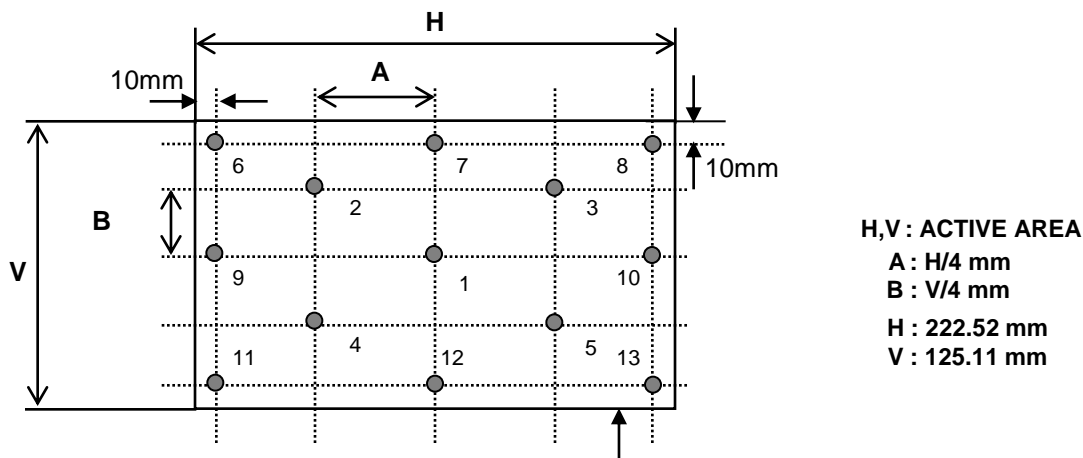 H
10mm
A
6
7
8
10mm
2
3
B
V
9
1
10
4
5
11
12
13
H,V : ACTIVE AREA
A : H/4 mm
B : V/4 mm
H : 222.52 mm
V : 125.11 mm